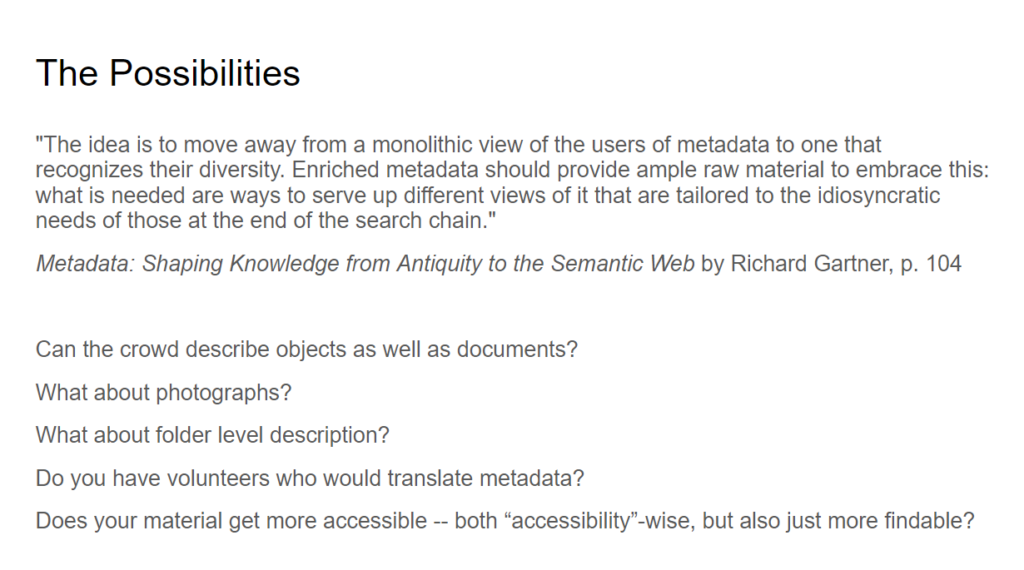 The Possibilities
"The idea is to move away from a monolithic view of the users of metadata to one that
recognizes their diversity. Enriched metadata should provide ample raw material to embrace this:
what is needed are ways to serve up different views of it that are tailored to the idiosyncratic
needs of those at the end of the search chain."
Metadata: Shaping Knowledge from Antiquity to the Semantic Web by Richard Gartner, p. 104
Can the crowd describe objects as well as documents?
What about photographs?
What about folder level description?
Do you have volunteers who would translate metadata?
Does your material get more accessible -- both “accessibility”-wise, but also just more findable?